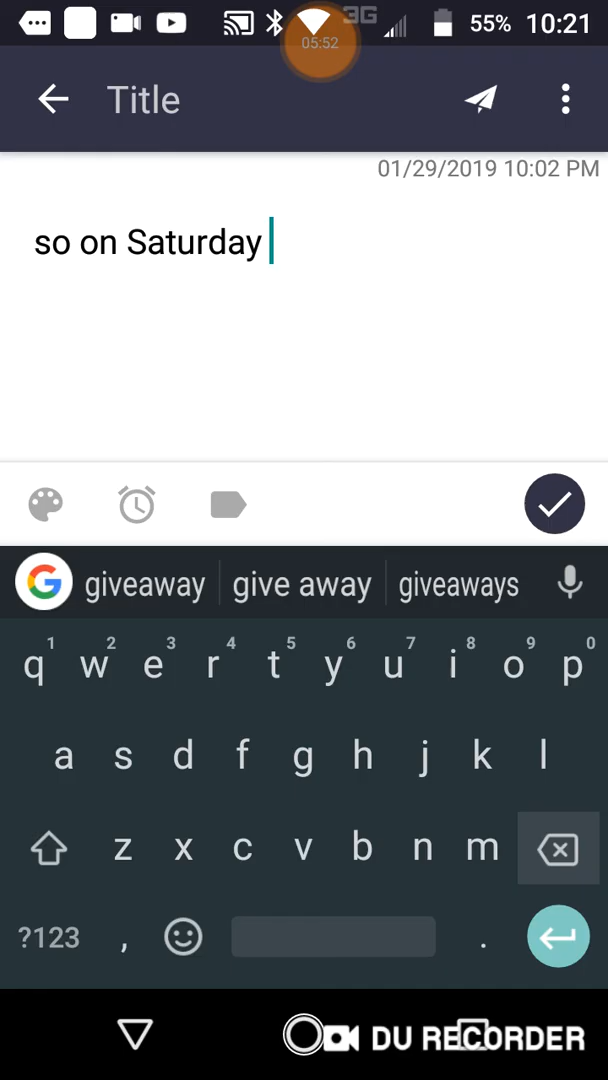 3G
55% 10:21
05:52
Title
01/29/2019 10:02 PM
so on Saturday
G giveaway give away giveaways
1 2 3 4 5 6 7 8 9 0
q w e r t y u i o p
a s d f g h j k l
z x c v b n m
?123 , .
DU RECORDER